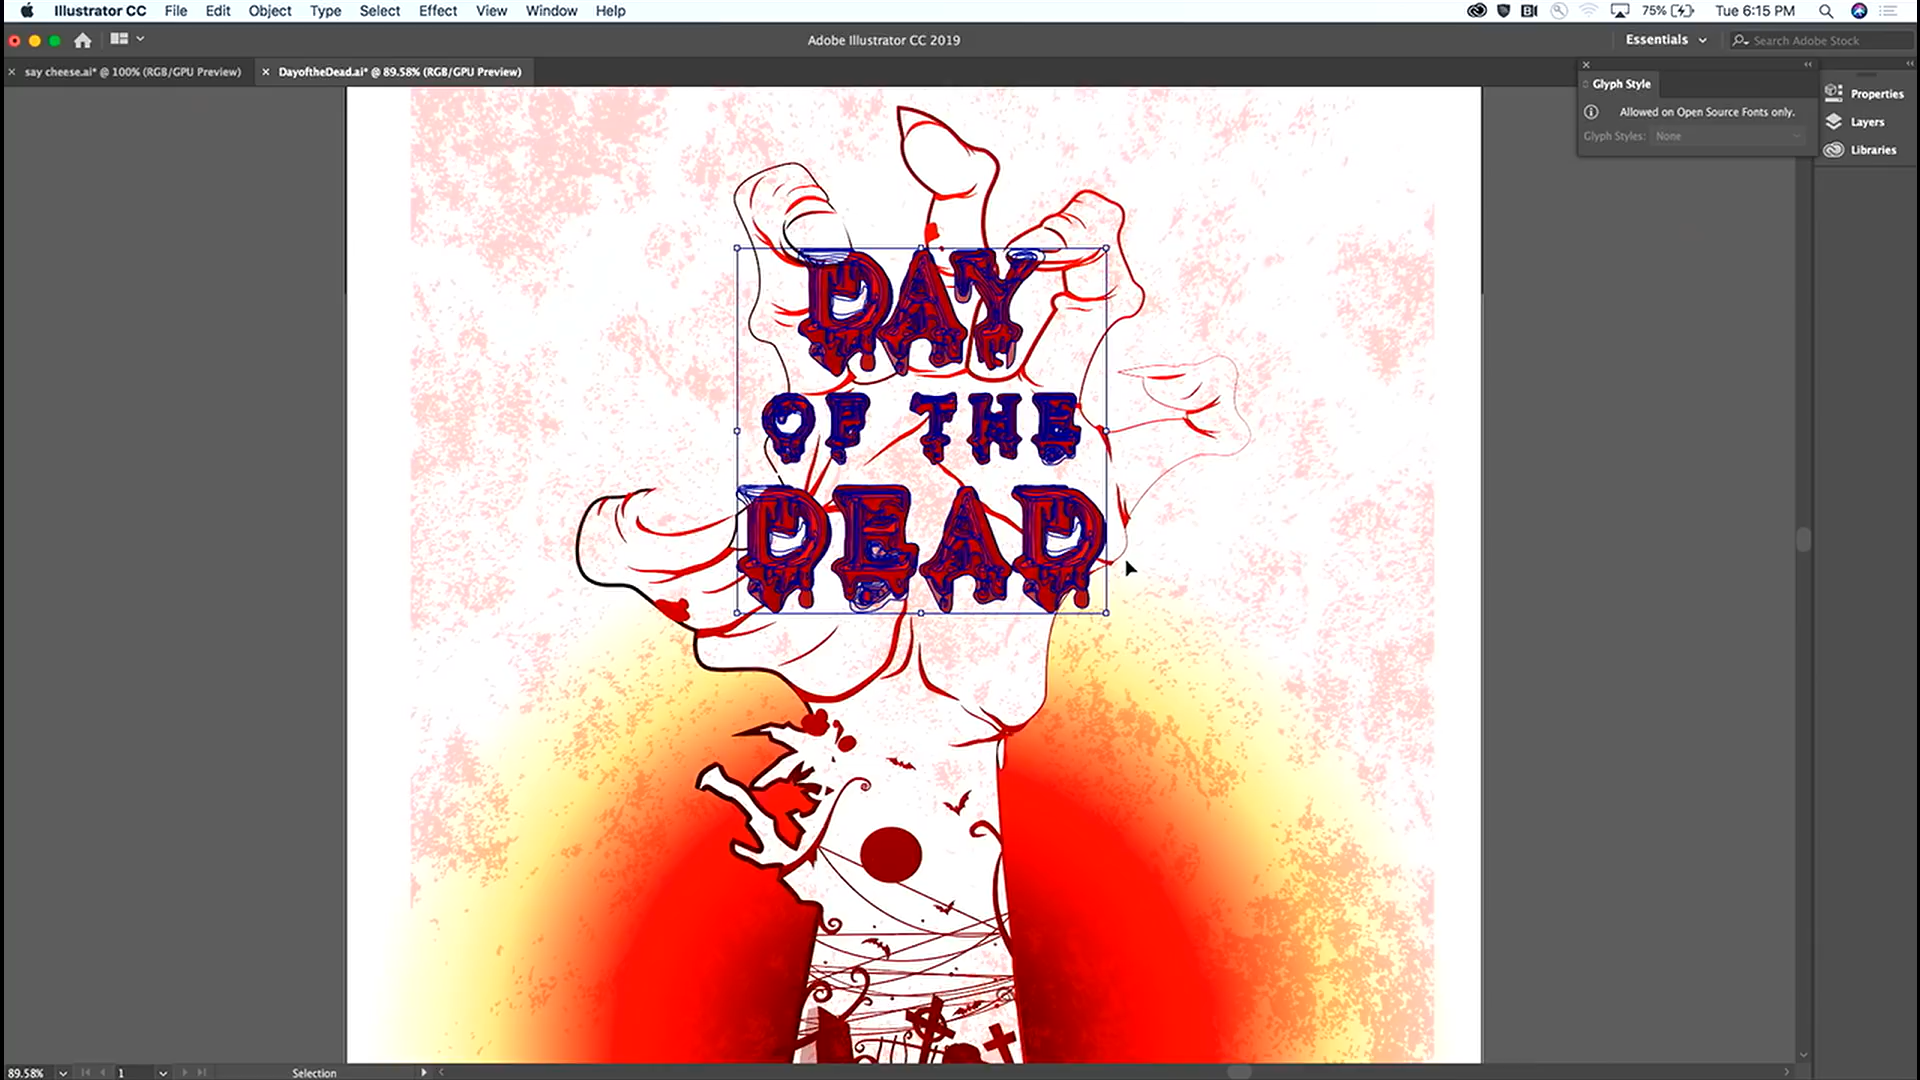 Illustrator CC File Edit Object Type Select Effect View Window Help 75% Tue 6:15 PM
Adobe Illustrator CC 2019 Essentials Search Adobe Stock
× say cheese.ai* @ 100% (RGB/GPU Preview) × DayoftheDead.ai* @ 89.58% (RGB/GPU Preview)
Glyph Style
Allowed on Open Source Fonts only.
Glyph Styles: None
Properties
Layers
Libraries
DAY
OF THE
DEAD
89.58% 1 Selection